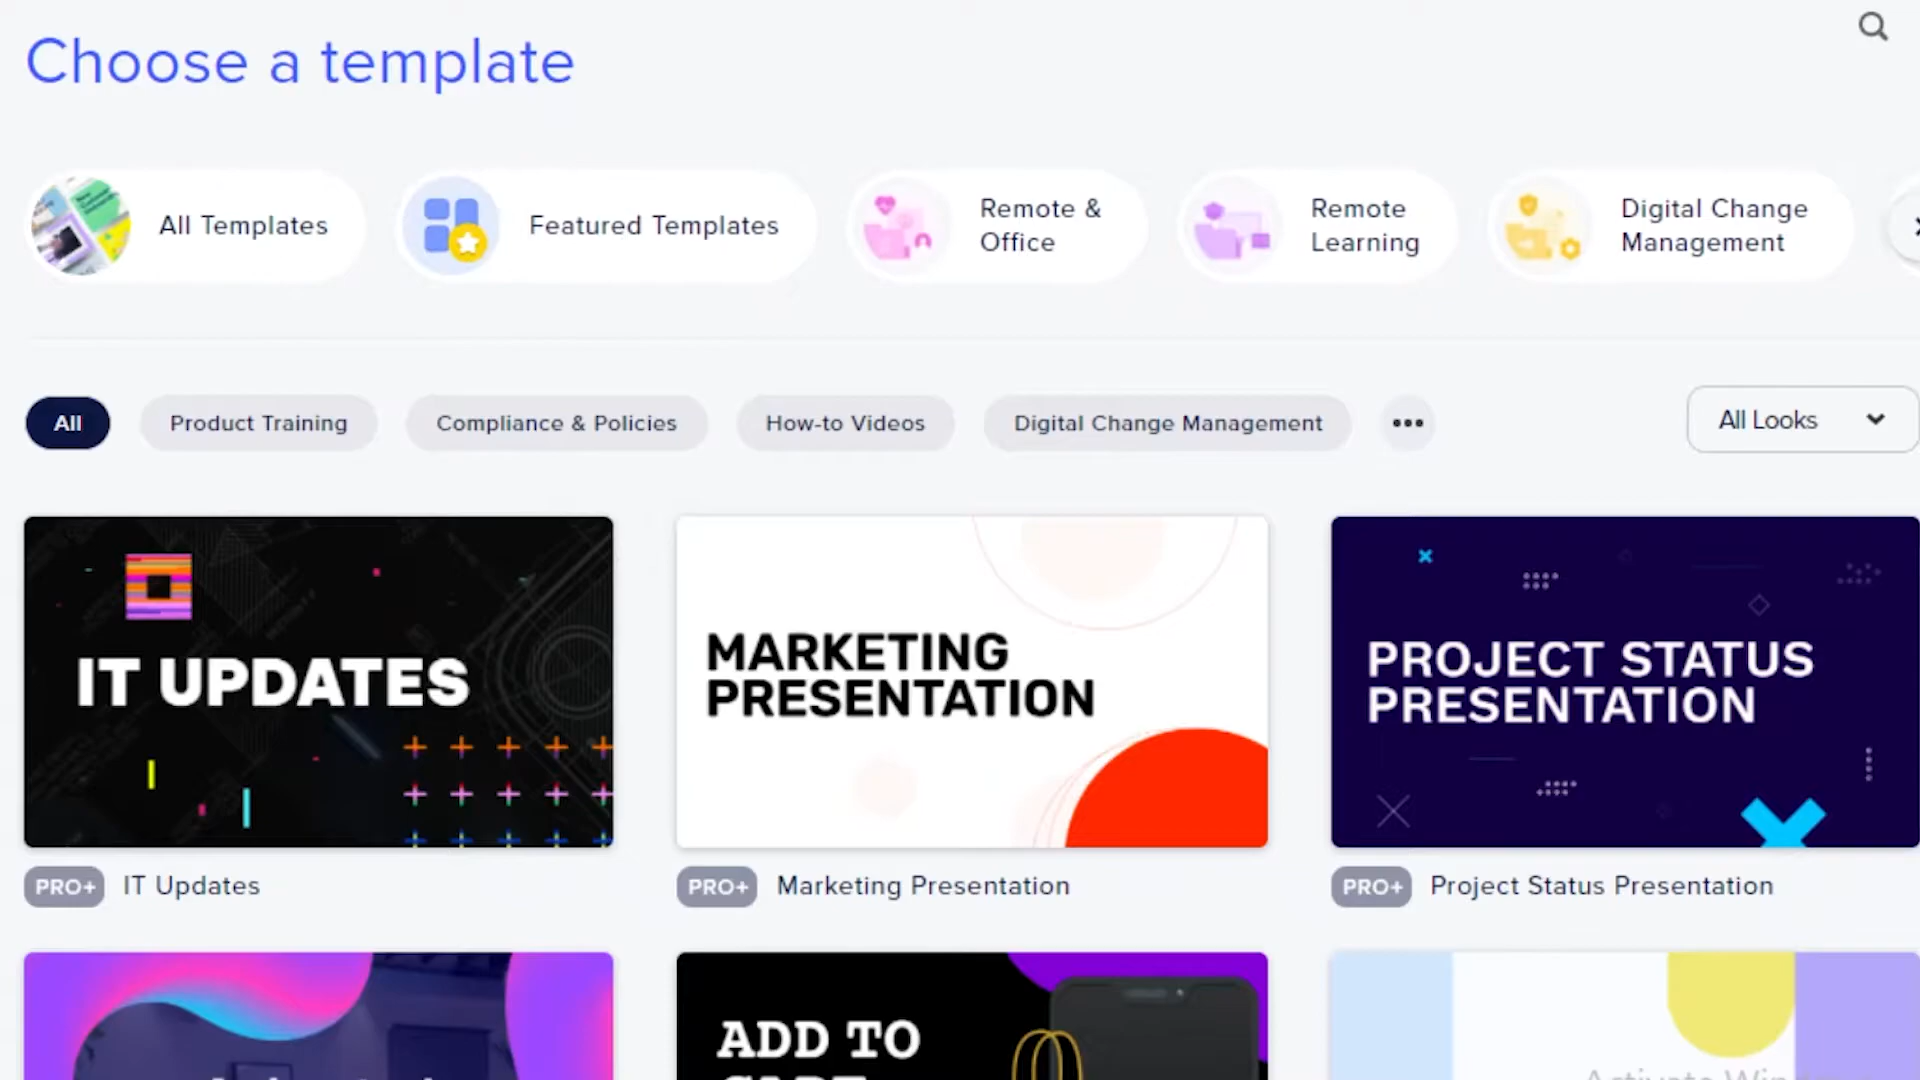 Choose a template
All Templates
Featured Templates
Remote &
Office
Remote
Learning
Digital Change
Management
All
Product Training
Compliance & Policies
How-to Videos
Digital Change Management
•••
All Looks
IT UPDATES
MARKETING
PRESENTATION
PROJECT STATUS
PRESENTATION
PRO+ IT Updates
PRO+ Marketing Presentation
PRO+ Project Status Presentation
ADD TO